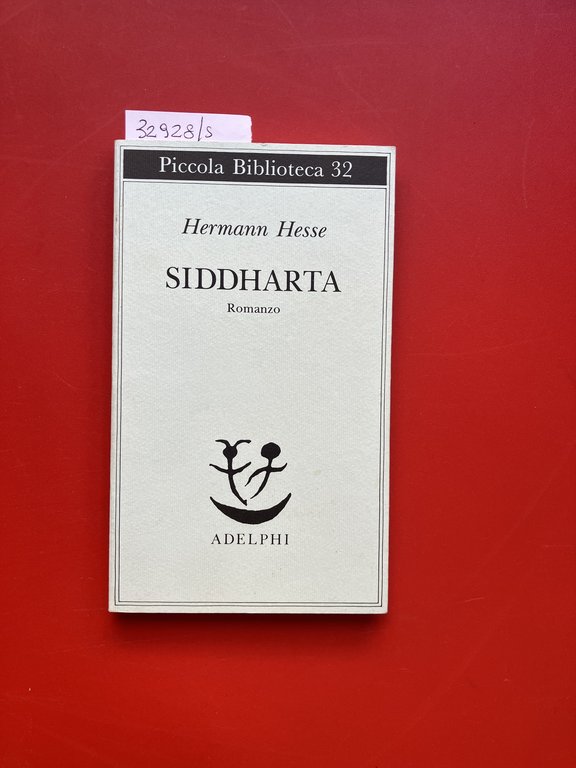 32928/s
Piccola Biblioteca 32
Hermann Hesse
SIDDHARTA
Romanzo
ADELPHI